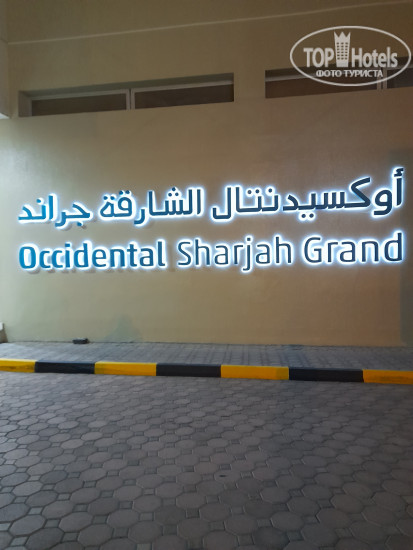 TOP Hotels
ФОТО ТУРИСТА
أوكسيدنتال الشارقة جراند
Occidental Sharjah Grand